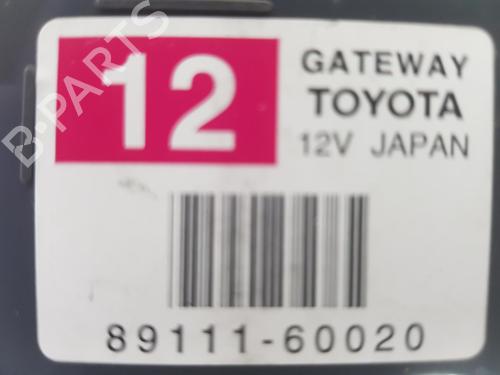 B-PARTS
12
GATEWAY
TOYOTA
12V JAPAN
89111-60020